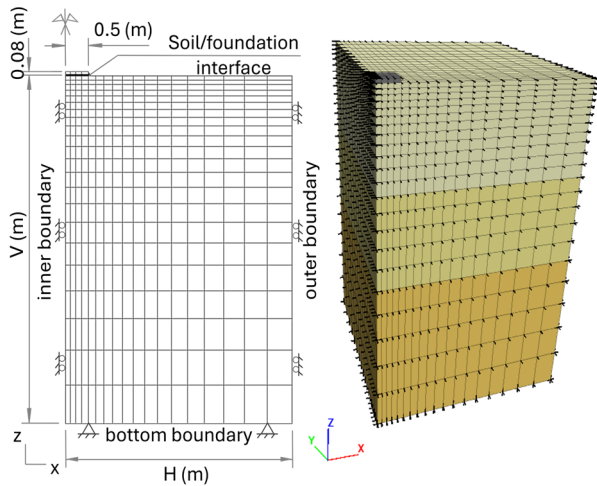 0.08 (m)
0.5 (m)
Soil/foundation
interface
V (m)
inner boundary
outer boundary
bottom boundary
z
x
H (m)
Z
Y
X